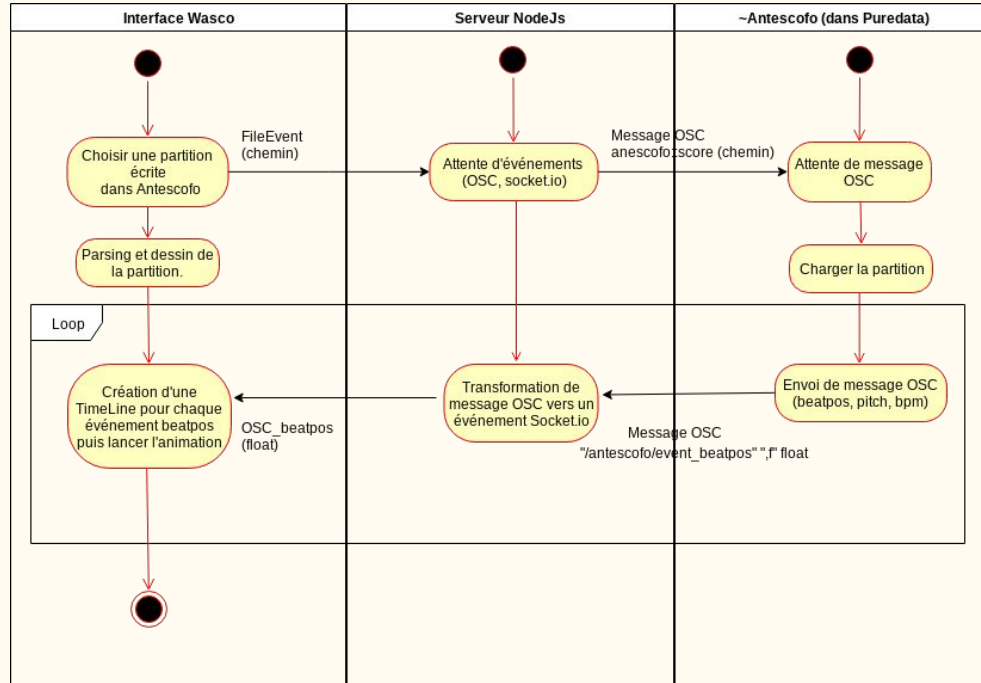 Interface Wasco
Serveur NodeJs
~Antescofo (dans Puredata)
Choisir une partition
écrite
dans Antescofo
FileEvent
(chemin)
Attente d'événements
(OSC, socket.io)
Message OSC
anescofo::score (chemin)
Attente de message
OSC
Parsing et dessin de
la partition.
Charger la partition
Loop
Création d'une
TimeLine pour chaque
événement beatpos
puis lancer l'animation
OSC_beatpos
(float)
Transformation de
message OSC vers un
événement Socket.io
Envoi de message OSC
(beatpos, pitch, bpm)
Message OSC
"/antescofo/event_beatpos" ",f" float